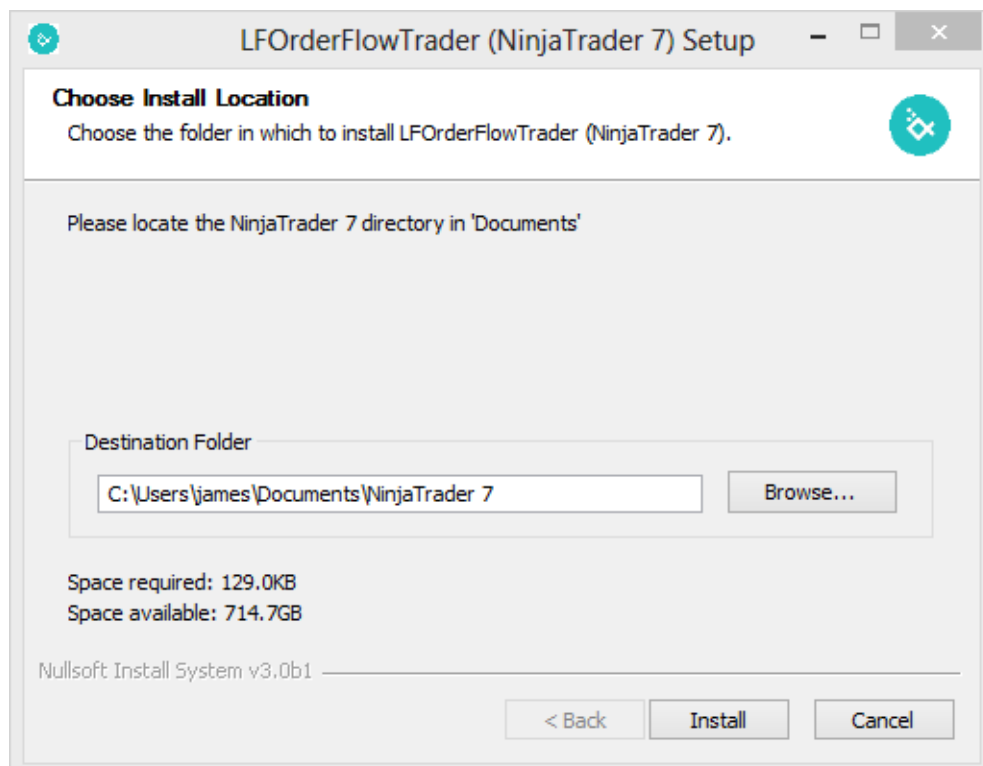 LFOrderFlowTrader (NinjaTrader 7) Setup
Choose Install Location
Choose the folder in which to install LFOrderFlowTrader (NinjaTrader 7).
Please locate the NinjaTrader 7 directory in 'Documents'
Destination Folder
C:\Users\james\Documents\NinjaTrader 7
Browse...
Space required: 129.0KB
Space available: 714.7GB
Nullsoft Install System v3.0b1
< Back Install Cancel